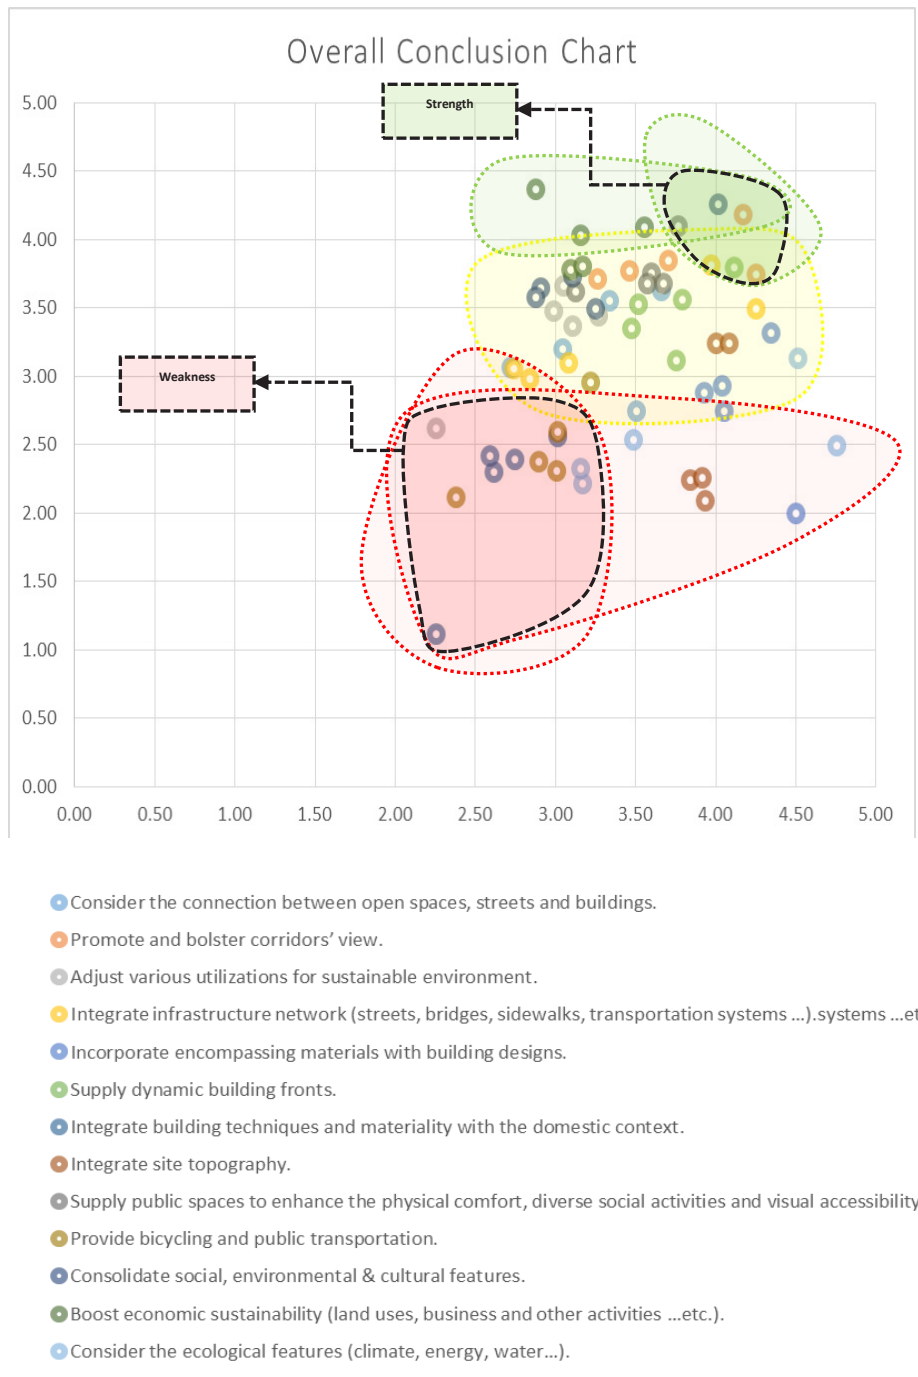 Overall Conclusion Chart
Strength
Weakness
5.00
4.50
4.00
3.50
3.00
2.50
2.00
1.50
1.00
0.50
0.00
0.00 0.50 1.00 1.50 2.00 2.50 3.00 3.50 4.00 4.50 5.00
Consider the connection between open spaces, streets and buildings.
Promote and bolster corridors’ view.
Adjust various utilizations for sustainable environment.
Integrate infrastructure network (streets, bridges, sidewalks, transportation systems ...).systems ...et
Incorporate encompassing materials with building designs.
Supply dynamic building fronts.
Integrate building techniques and materiality with the domestic context.
Integrate site topography.
Supply public spaces to enhance the physical comfort, diverse social activities and visual accessibility
Provide bicycling and public transportation.
Consolidate social, environmental & cultural features.
Boost economic sustainability (land uses, business and other activities ...etc.).
Consider the ecological features (climate, energy, water...).